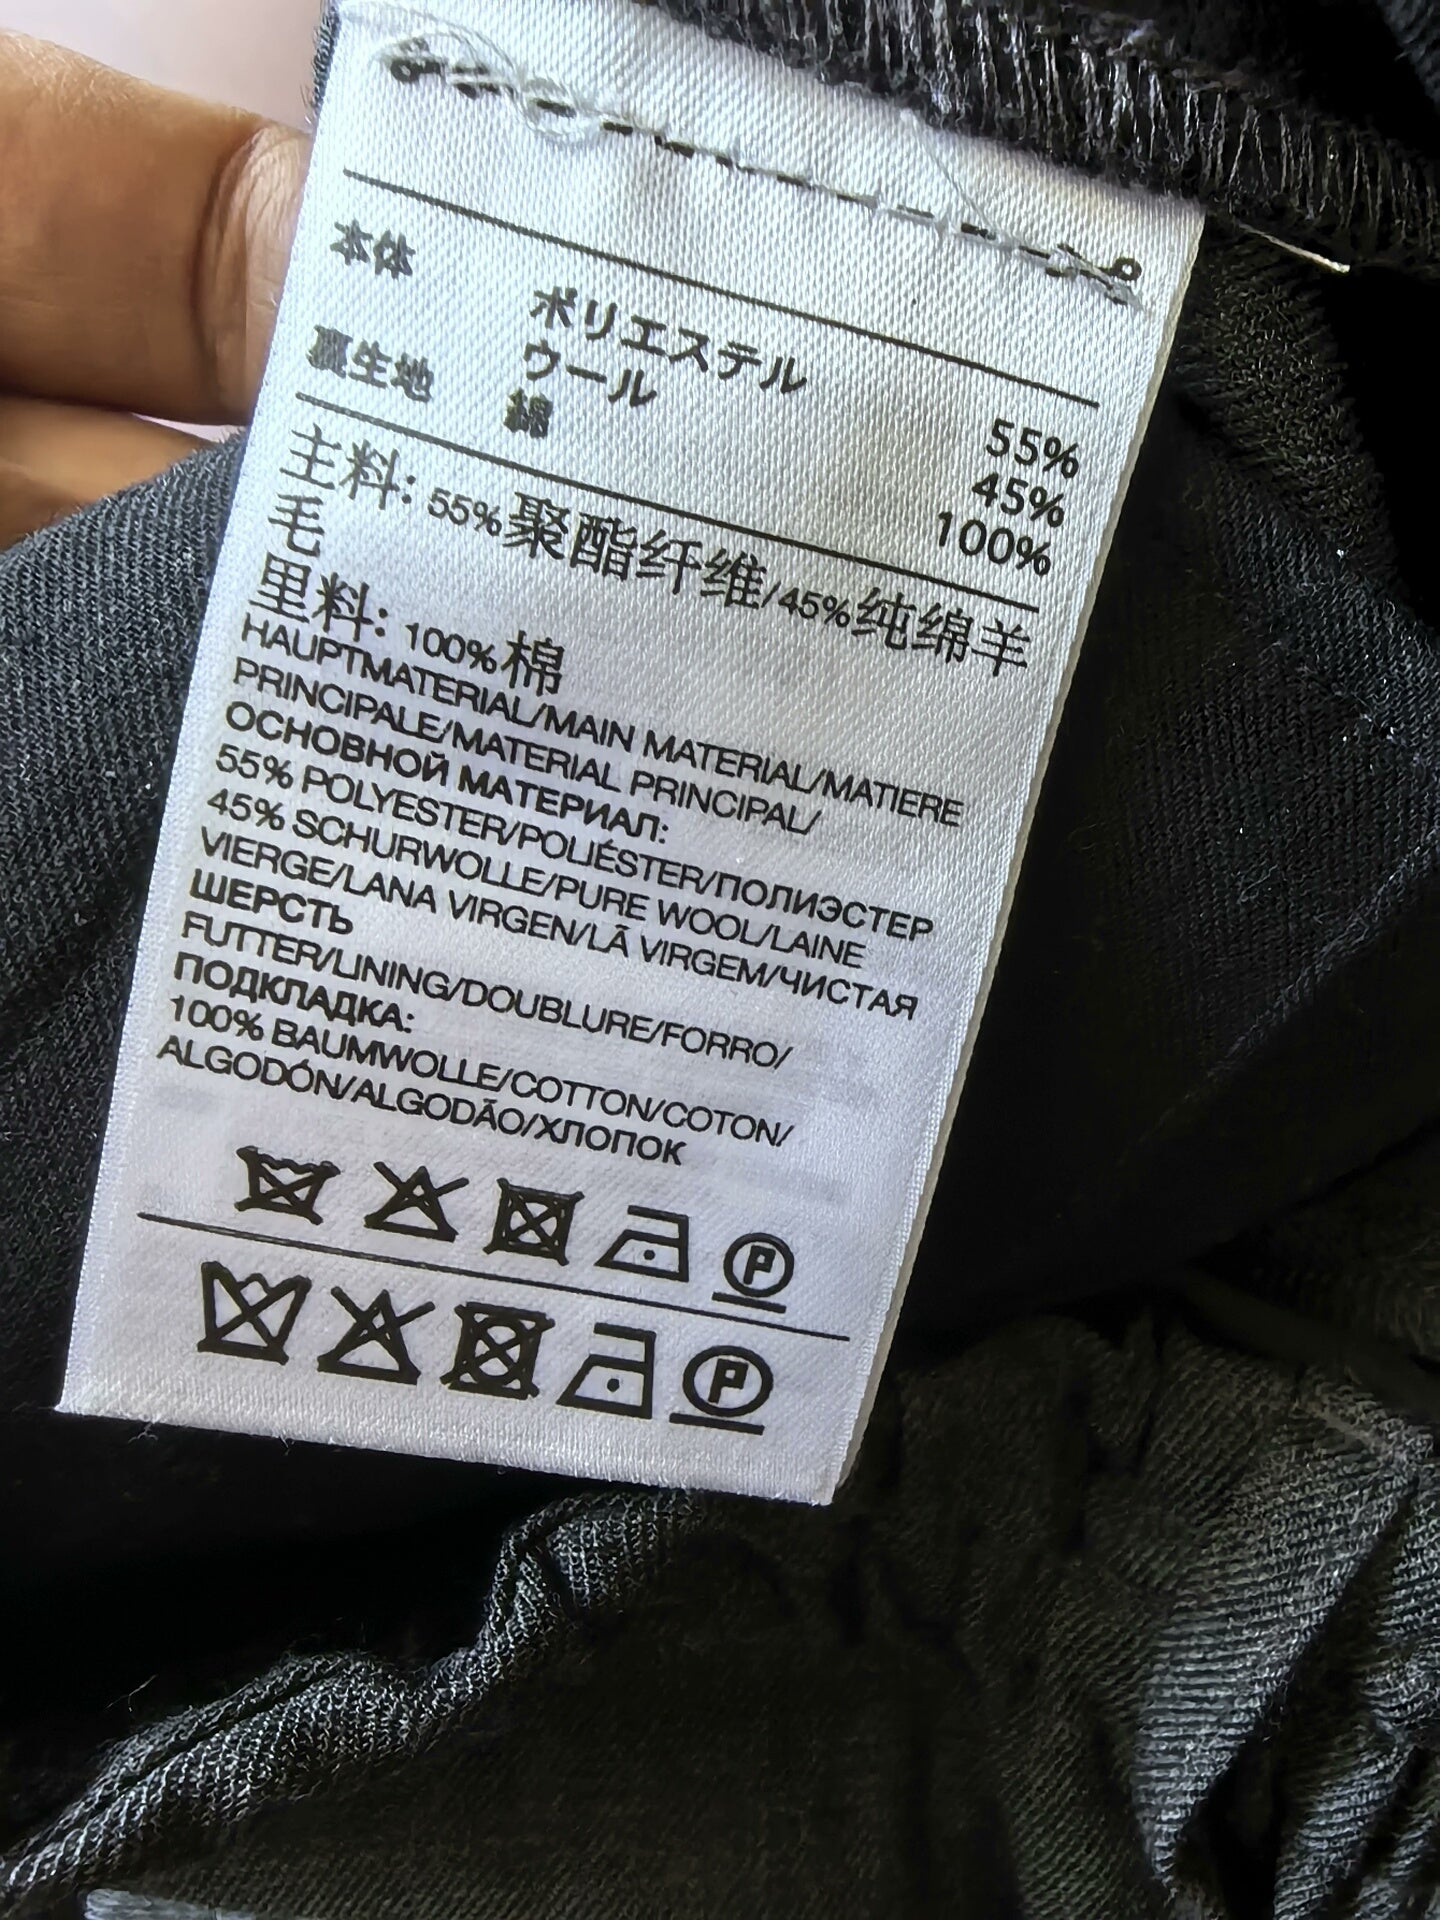 本体
ポリエステル 55%
ウール 45%
裏生地 綿 100%
主料: 55%聚酯纤维/45%纯绵羊
毛
里料: 100%棉
HAUPTMATERIAL/MAIN MATERIAL/MATIERE
PRINCIPALE/MATERIAL PRINCIPAL/
ОСНОВНОЙ МАТЕРИАЛ:
55% POLYESTER/POLIÉSTER/ПОЛИЭСТЕР
45% SCHURWOLLE/PURE WOOL/LAINE
VIERGE/LANA VIRGEN/LÃ VIRGEM/ЧИСТАЯ
ШЕРСТЬ
FUTTER/LINING/DOUBLURE/FORRO/
ПОДКЛАДКА:
100% BAUMWOLLE/COTTON/COTON/
ALGODÓN/ALGODÃO/ХЛОПОК
P
P